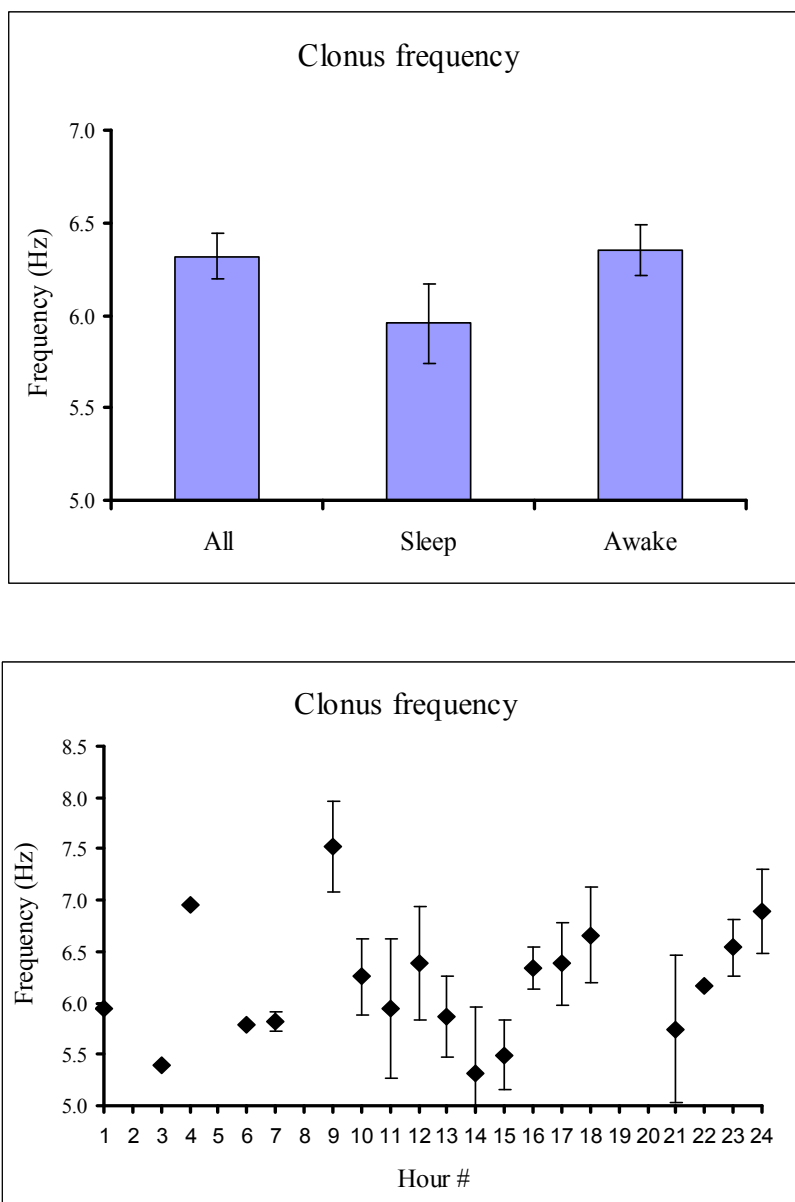 Clonus frequency
7.0
6.5
6.0
5.5
5.0
Frequency (Hz)
All Sleep Awake
Clonus frequency
8.5
8.0
7.5
7.0
6.5
6.0
5.5
5.0
Frequency (Hz)
1 2 3 4 5 6 7 8 9 10 11 12 13 14 15 16 17 18 19 20 21 22 23 24
Hour #